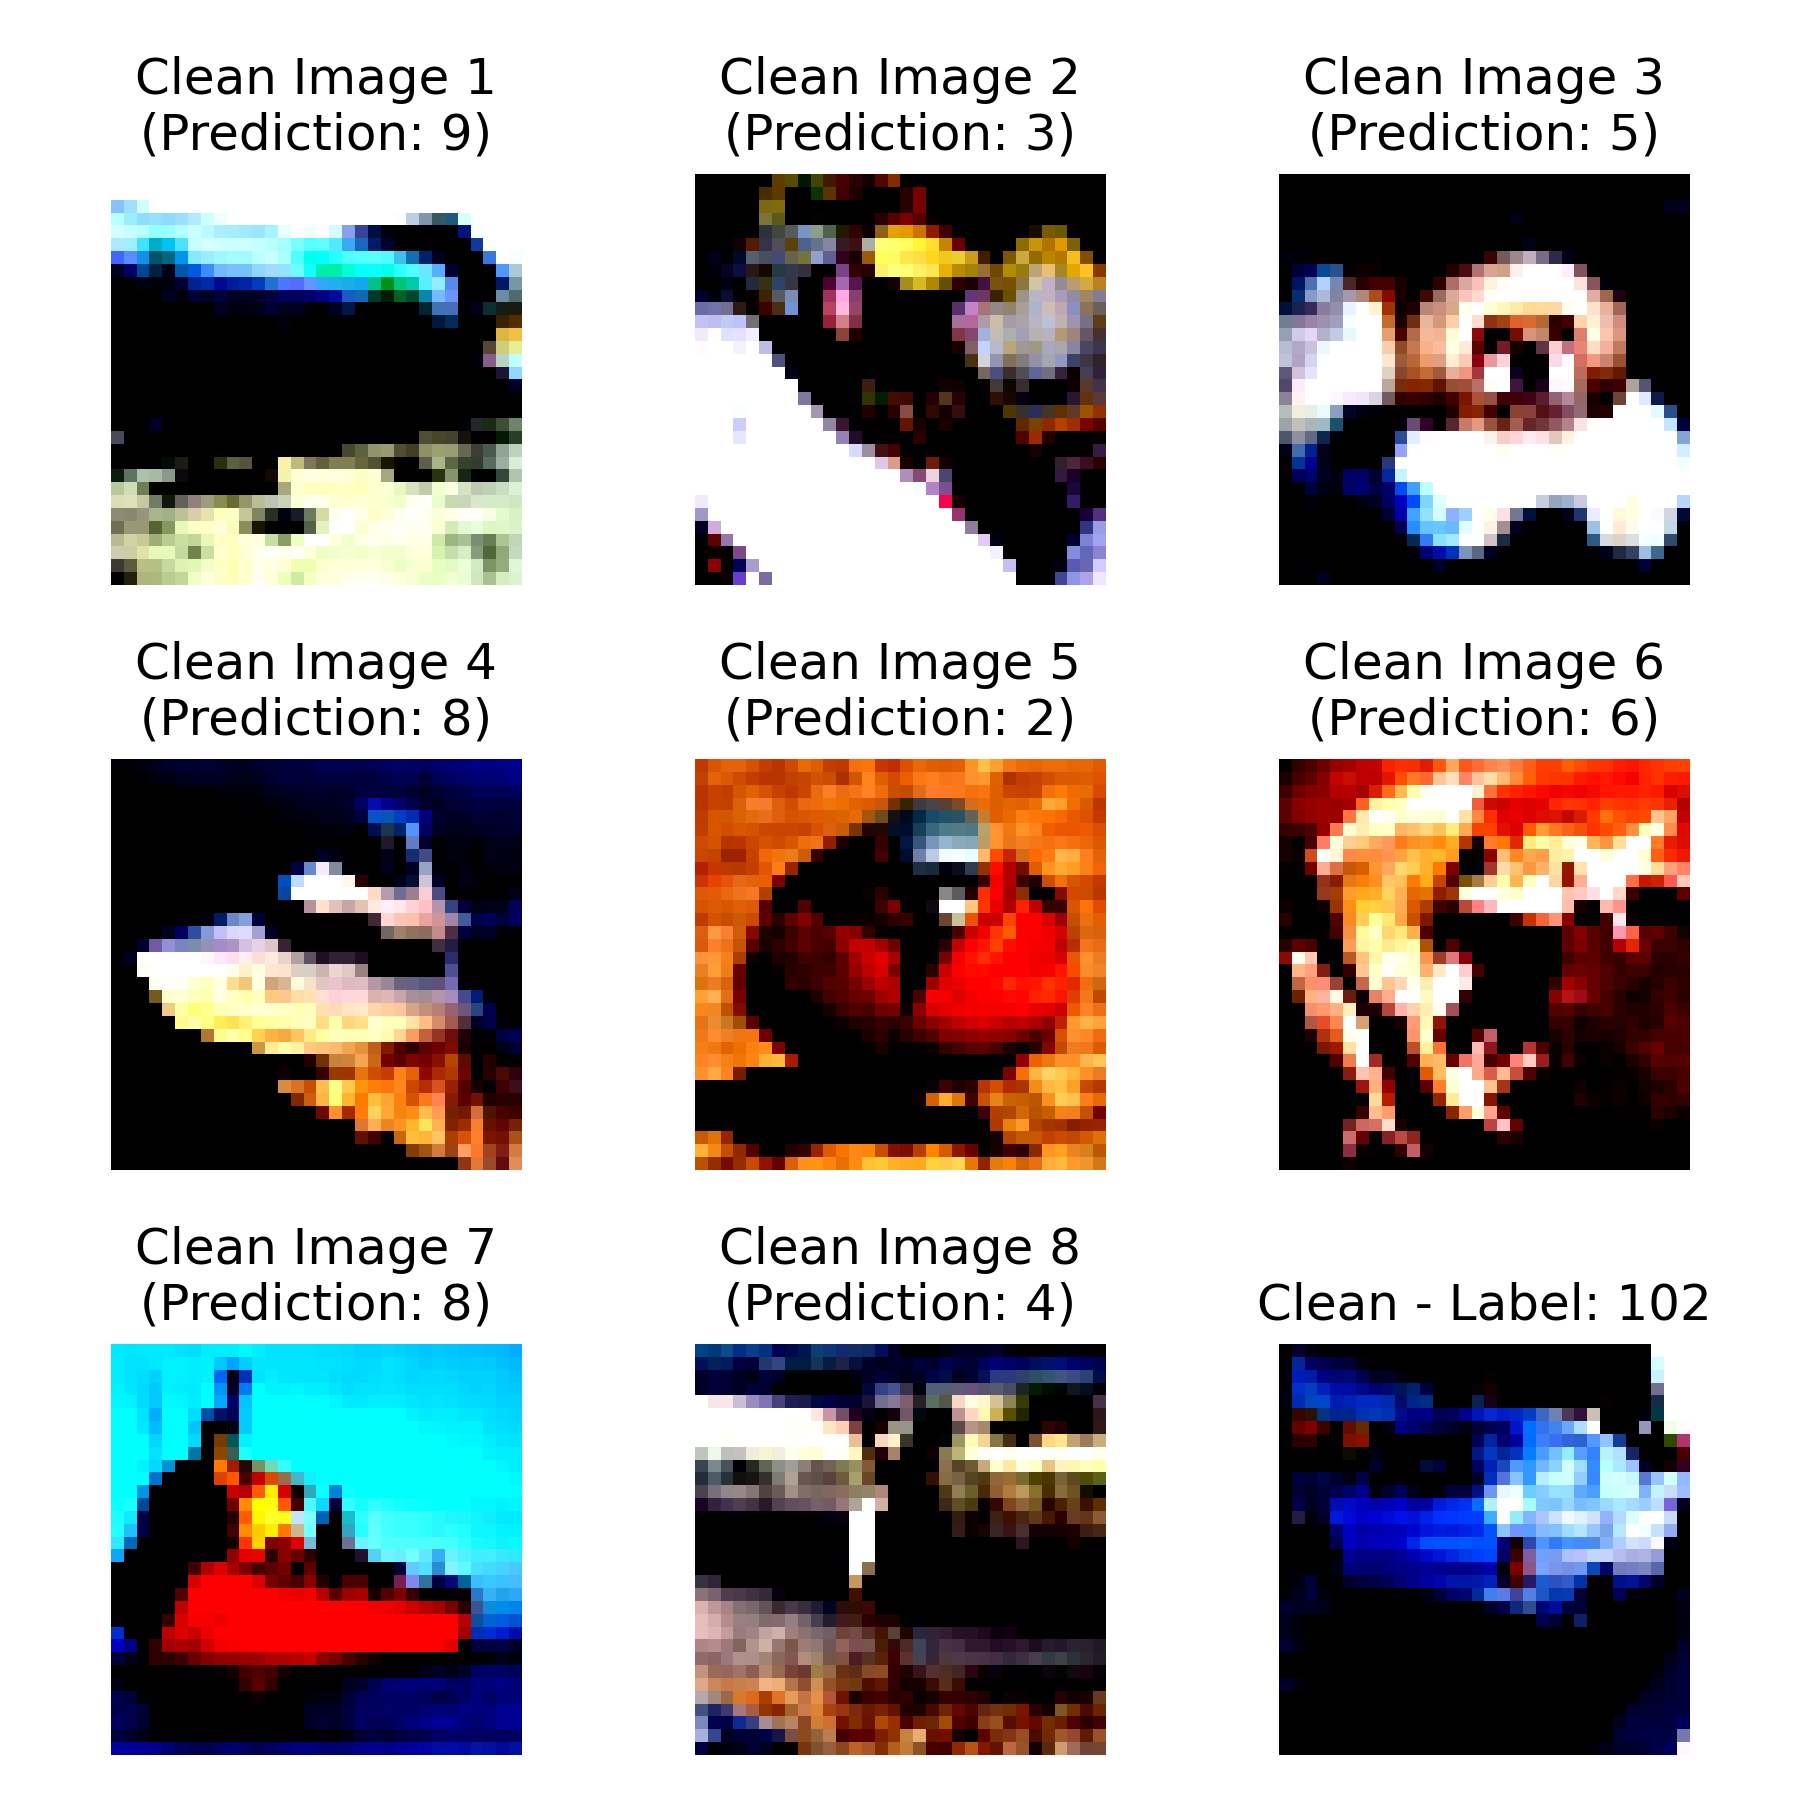 Clean Image 1
(Prediction: 9)
Clean Image 2
(Prediction: 3)
Clean Image 3
(Prediction: 5)
Clean Image 4
(Prediction: 8)
Clean Image 5
(Prediction: 2)
Clean Image 6
(Prediction: 6)
Clean Image 7
(Prediction: 8)
Clean Image 8
(Prediction: 4)
Clean - Label: 102